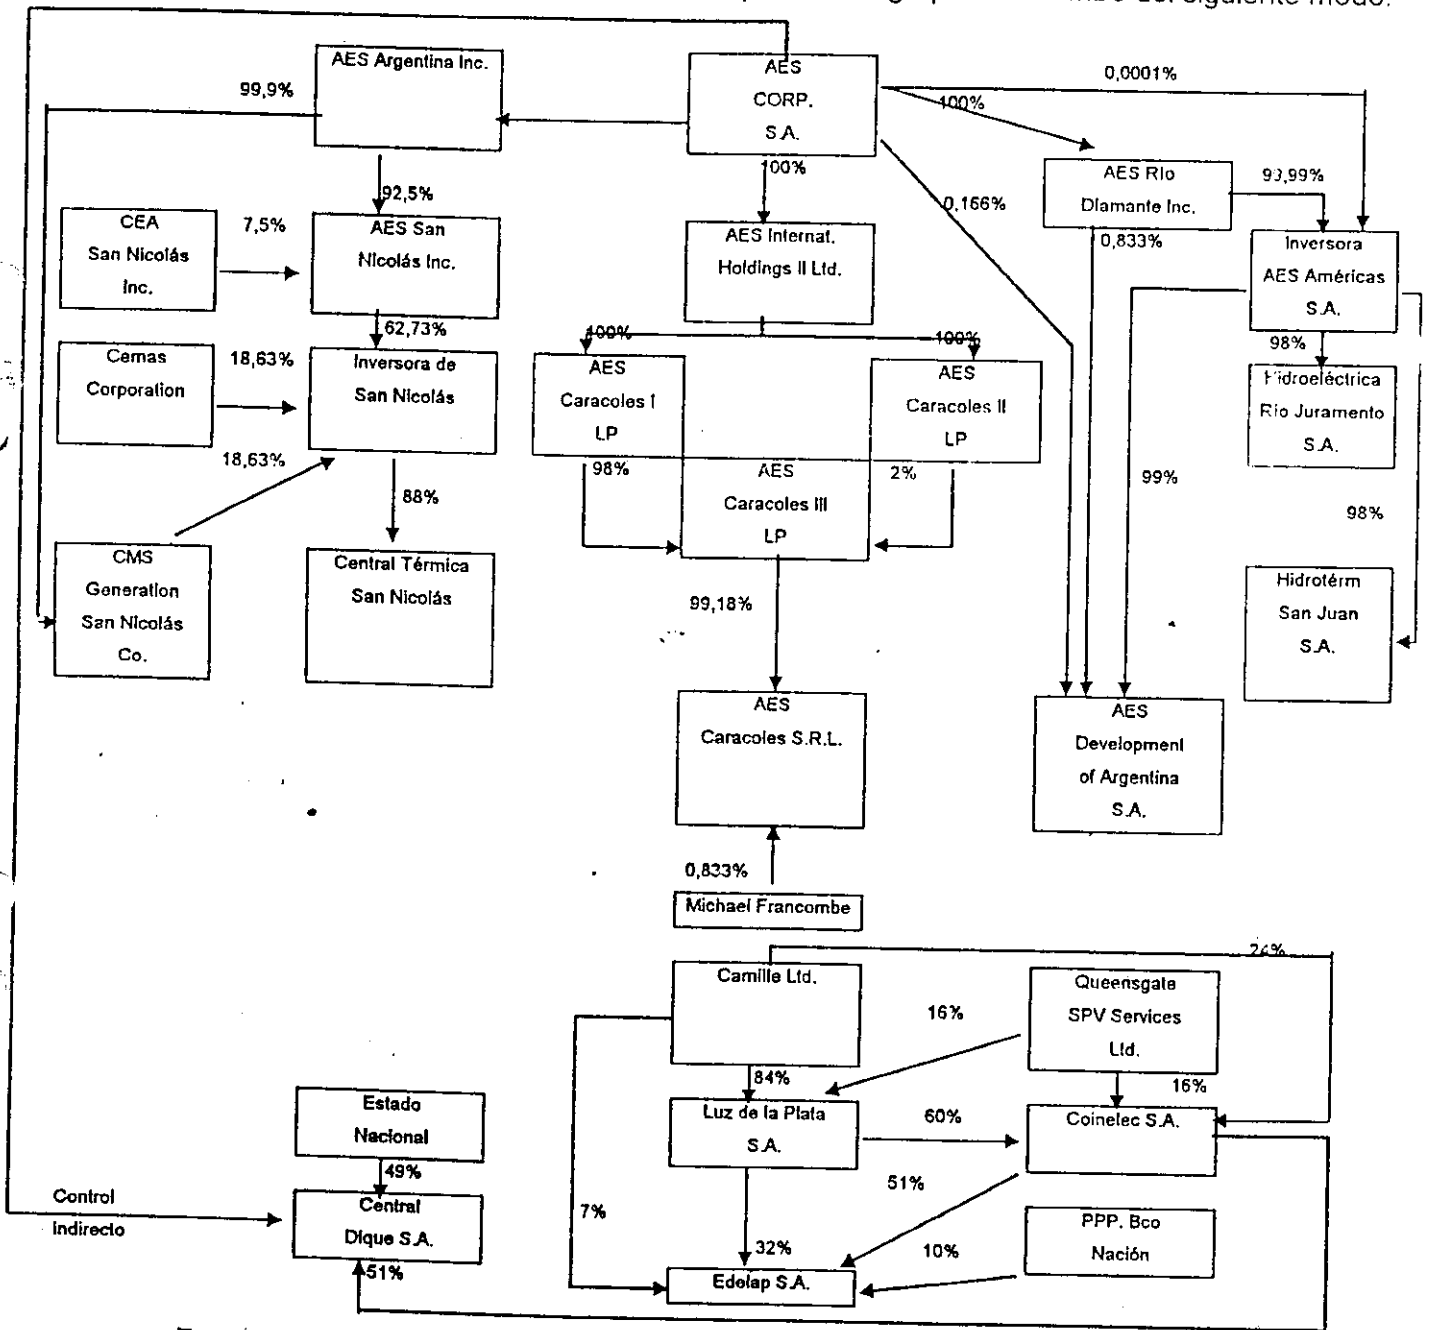 siguiente modo:
AES Argentina Inc.
99,9%
AES
CORP.
S.A.
0,0001%
100%
92,5%
100%
0,166%
AES Río
Diamante Inc.
0,833%
CEA
San Nicolás
Inc.
7,5%
AES San
Nicolás Inc.
AES Internat.
Holdings II Ltd.
Inversora
AES Américas
S.A.
62,73%
100%
100%
98%
Cemas
Corporation
18,63%
Inversora de
San Nicolás
AES
Caracoles I
LP
AES
Caracoles II
LP
Hidroeléctrica
Río Juramento
S.A.
18,63%
88%
98%
AES
Caracoles III
LP
2%
99%
98%
CMS
Generation
San Nicolás
Co.
Central Térmica
San Nicolás
99,18%
Hidrotérm
San Juan
S.A.
AES
Caracoles S.R.L.
AES
Development
of Argentina
S.A.
0,833%
Michael Francombe
Camille Ltd.
24%
Queensgate
SPV Services
Ltd.
16%
84%
16%
Estado
Nacional
Luz de la Plata
S.A.
60%
Coinelec S.A.
49%
51%
Control
Indirecto
Central
Dique S.A.
7%
32%
10%
PPP. Bco
Nación
51%
Edelap S.A.